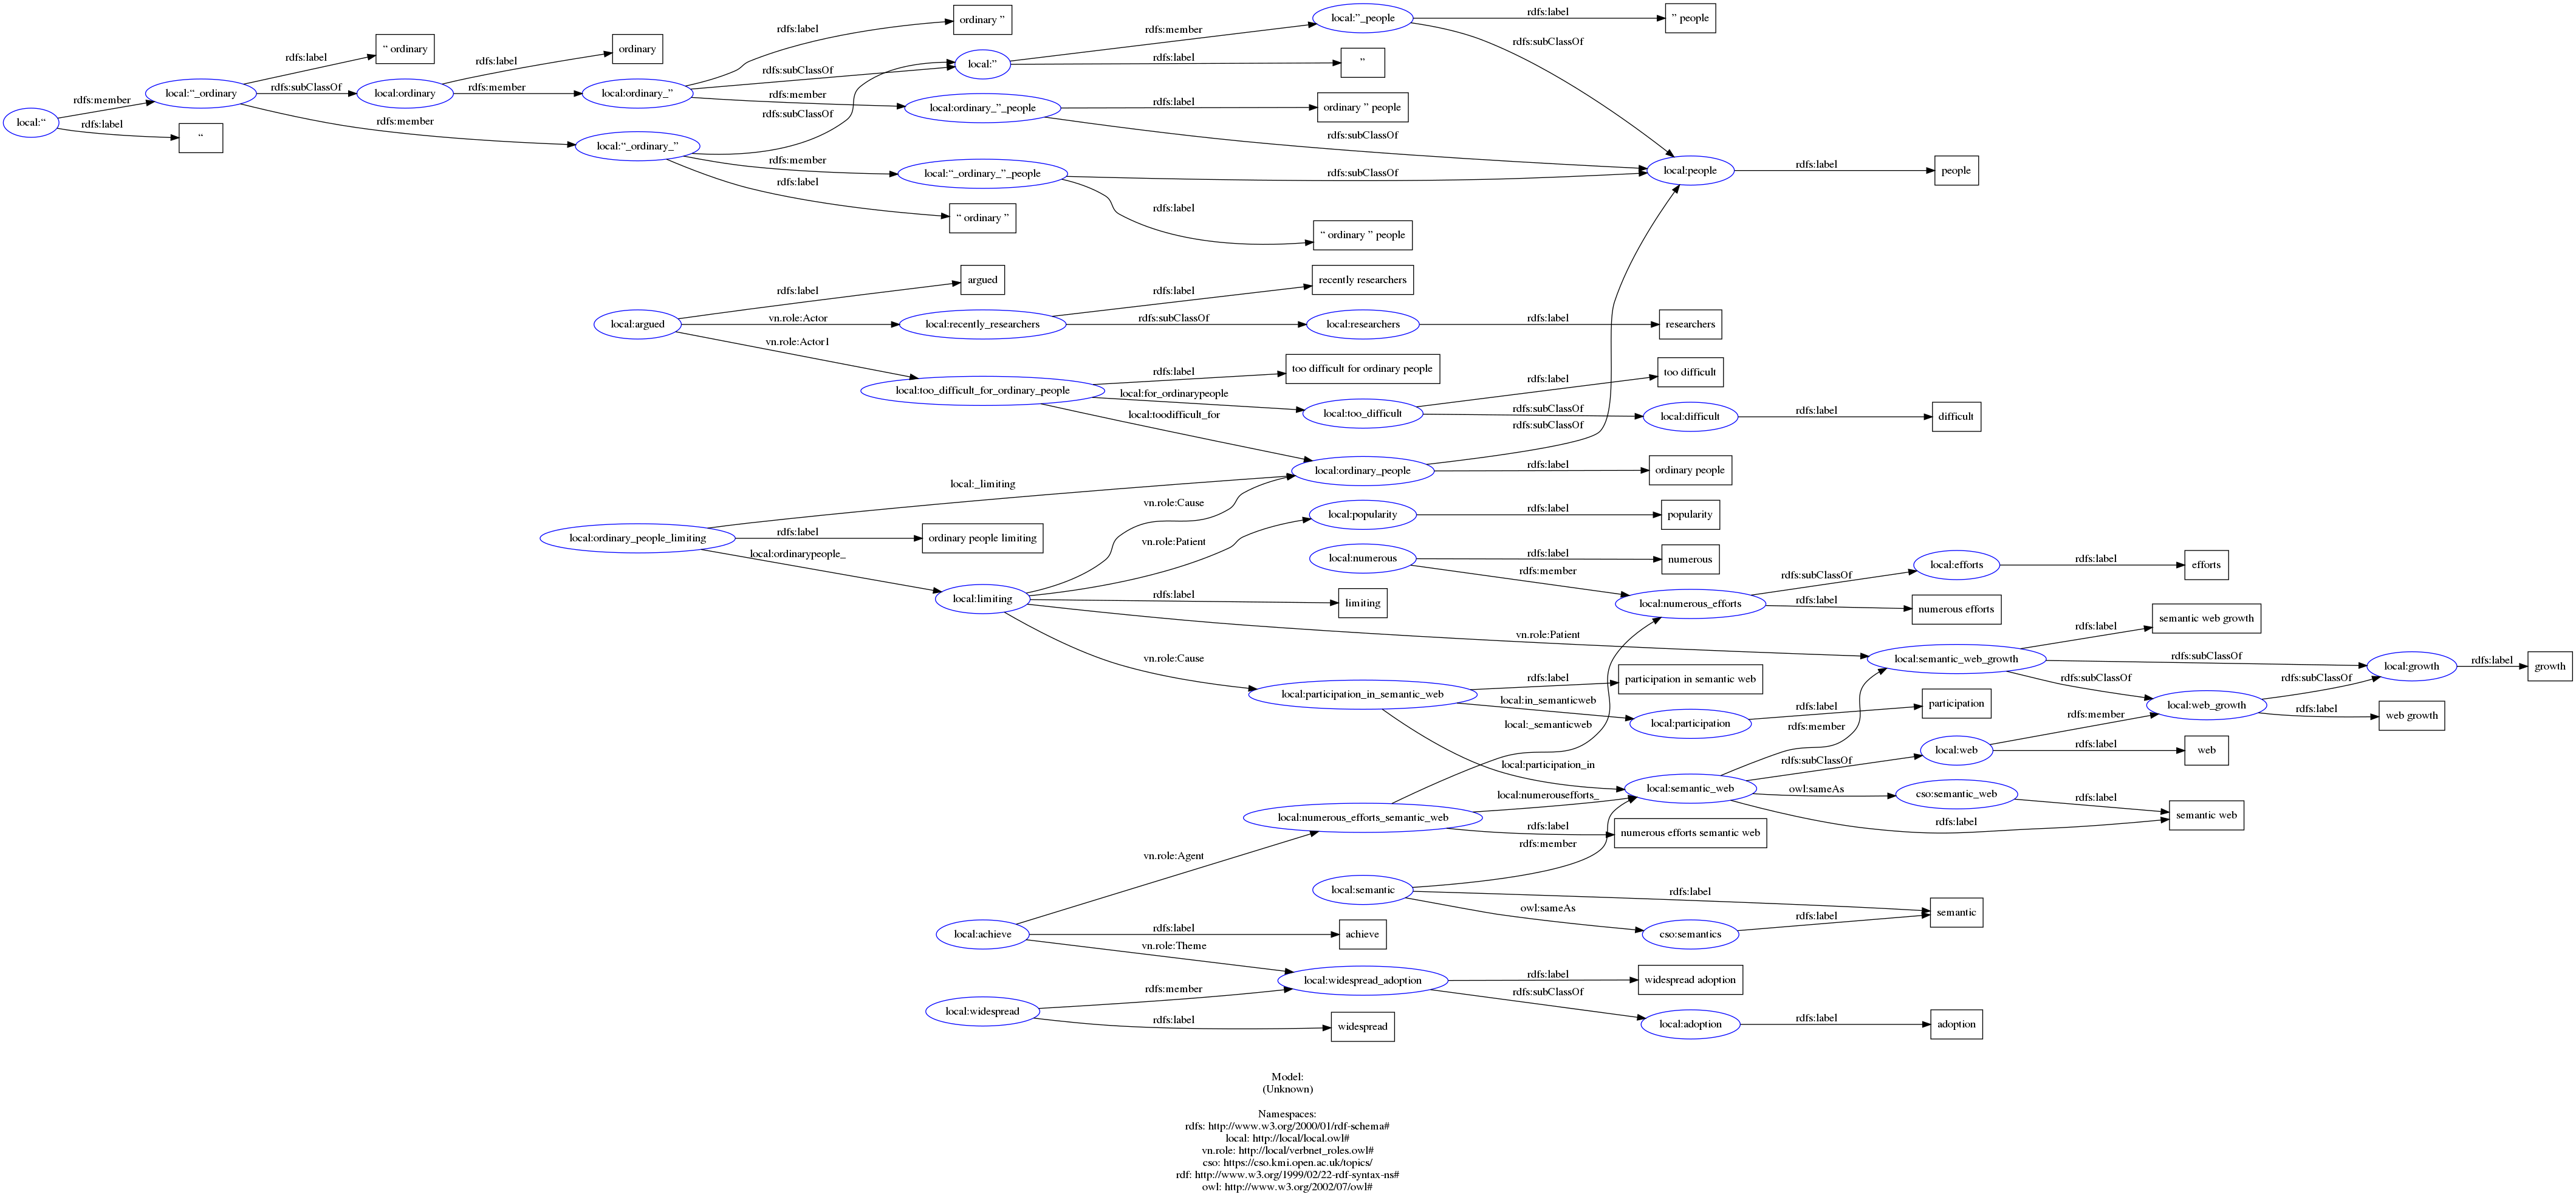 ordinary ”
local:”_people
rdfs:label
” people
rdfs:label
rdfs:member
rdfs:subClassOf
“ ordinary
ordinary
rdfs:label
rdfs:label
rdfs:subClassOf
local:”
rdfs:label
”
local:“_ordinary
rdfs:subClassOf
local:ordinary
rdfs:member
local:ordinary_”
rdfs:member
rdfs:member
rdfs:subClassOf
local:ordinary_”_people
rdfs:label
ordinary ” people
local:“
rdfs:label
“
rdfs:member
local:“_ordinary_”
rdfs:subClassOf
rdfs:member
local:“_ordinary_”_people
rdfs:subClassOf
local:people
rdfs:label
people
rdfs:label
“ ordinary ”
rdfs:label
“ ordinary ” people
rdfs:label
argued
rdfs:label
recently researchers
local:argued
vn.role:Actor
local:recently_researchers
rdfs:subClassOf
local:researchers
rdfs:label
researchers
vn.role:Actor1
local:too_difficult_for_ordinary_people
rdfs:label
too difficult for ordinary people
local:for_ordinarypeople
local:toodifficult_for
local:too_difficult
rdfs:label
too difficult
rdfs:subClassOf
local:difficult
rdfs:label
difficult
rdfs:subClassOf
local:ordinary_people
rdfs:label
ordinary people
local:_limiting
vn.role:Cause
local:ordinary_people_limiting
rdfs:label
ordinary people limiting
local:ordinarypeople_
vn.role:Patient
local:popularity
rdfs:label
popularity
local:numerous
rdfs:label
numerous
rdfs:member
local:numerous_efforts
rdfs:subClassOf
local:efforts
rdfs:label
efforts
rdfs:label
numerous efforts
local:limiting
rdfs:label
limiting
vn.role:Patient
local:semantic_web_growth
rdfs:label
semantic web growth
rdfs:subClassOf
local:growth
rdfs:label
growth
rdfs:subClassOf
local:web_growth
rdfs:subClassOf
rdfs:label
web growth
vn.role:Cause
local:participation_in_semantic_web
rdfs:label
participation in semantic web
local:in_semanticweb
local:participation
rdfs:label
participation
local:_semanticweb
local:participation_in
rdfs:member
rdfs:member
local:web
rdfs:label
web
local:semantic_web
rdfs:subClassOf
owl:sameAs
cso:semantic_web
rdfs:label
rdfs:label
semantic web
local:numerous_efforts_semantic_web
local:numerousefforts_
rdfs:label
numerous efforts semantic web
rdfs:member
vn.role:Agent
local:semantic
rdfs:label
semantic
owl:sameAs
cso:semantics
rdfs:label
local:achieve
rdfs:label
achieve
vn.role:Theme
local:widespread_adoption
rdfs:label
widespread adoption
rdfs:member
local:widespread
rdfs:label
widespread
rdfs:subClassOf
local:adoption
rdfs:label
adoption
Model:
(Unknown)
Namespaces:
rdfs: http://www.w3.org/2000/01/rdf-schema#
local: http://local/local.owl#
vn.role: http://local/verbnet_roles.owl#
cso: https://cso.kmi.open.ac.uk/topics/
rdf: http://www.w3.org/1999/02/22-rdf-syntax-ns#
owl: http://www.w3.org/2002/07/owl#